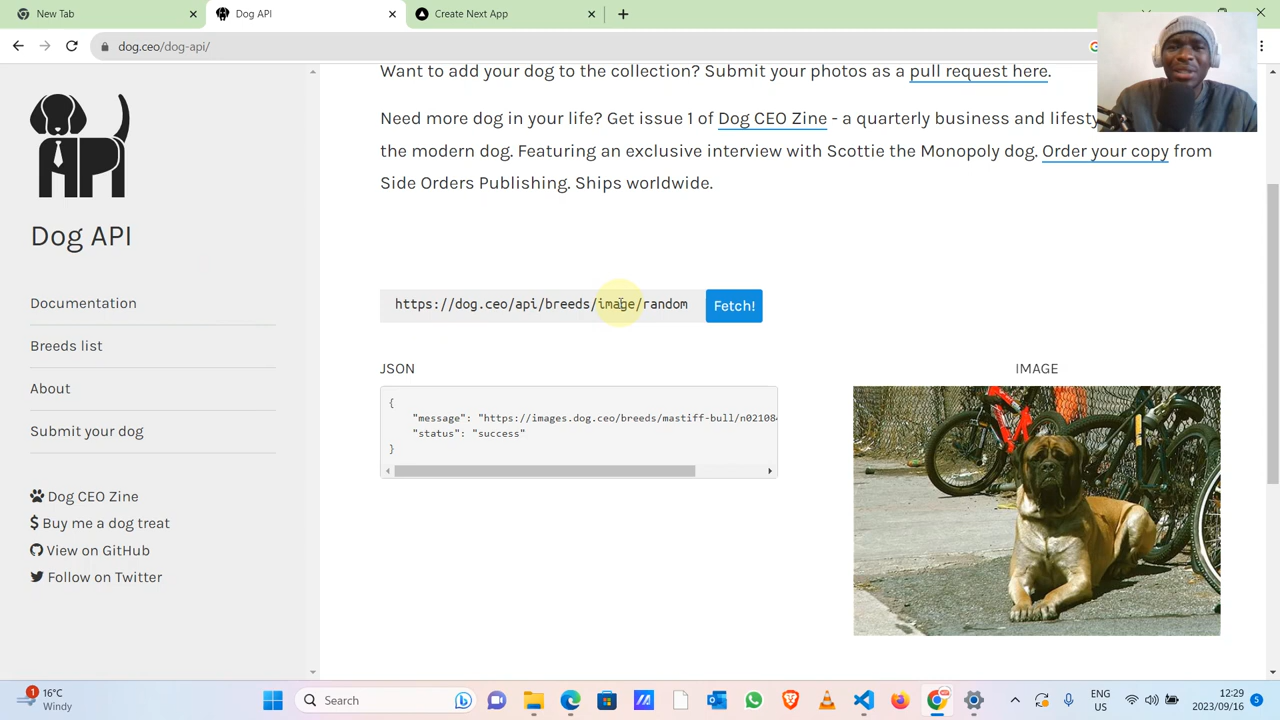 New Tab
Dog API
Create Next App
dog.ceo/dog-api/
Want to add your dog to the collection? Submit your photos as a pull request here.
Need more dog in your life? Get issue 1 of Dog CEO Zine - a quarterly business and lifesty
the modern dog. Featuring an exclusive interview with Scottie the Monopoly dog. Order your copy from
Side Orders Publishing. Ships worldwide.
API
Dog API
Documentation
Breeds list
About
Submit your dog
Dog CEO Zine
$ Buy me a dog treat
View on GitHub
Follow on Twitter
https://dog.ceo/api/breeds/image/random
Fetch!
JSON
IMAGE
{
"message": "https://images.dog.ceo/breeds/mastiff-bull/n02108
"status": "success"
}
1
16°C
Windy
Search
ENG
US
12:29
2023/09/16
5